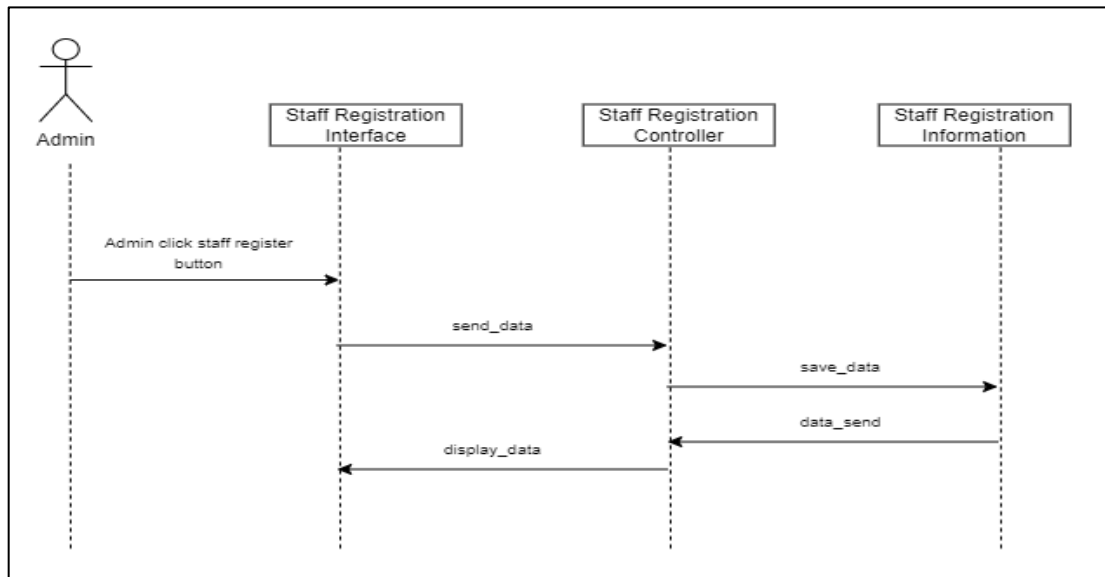 Admin
Staff Registration
Interface
Staff Registration
Controller
Staff Registration
Information
Admin click staff register
button
send_data
save_data
data_send
display_data